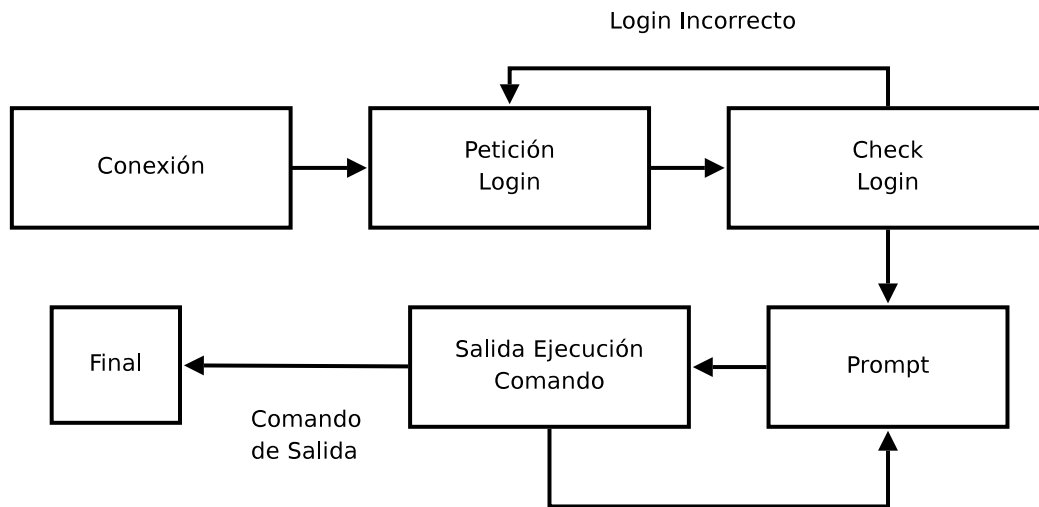 Login Incorrecto
Conexión
Petición
Login
Check
Login
Final
Salida Ejecución
Comando
Prompt
Comando
de Salida